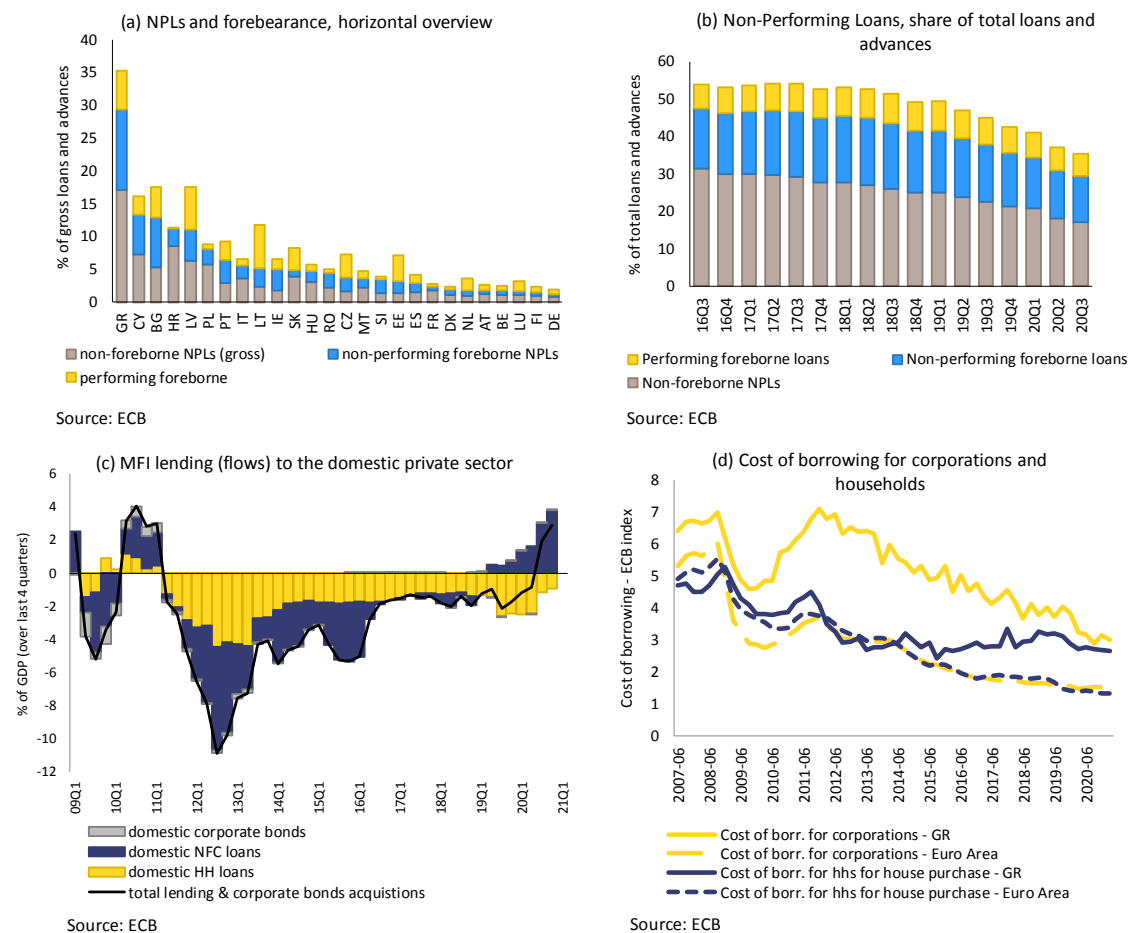 (a) NPLs and forebearance, horizontal overview
% of gross loans and advances
40
35
30
25
20
15
10
5
0
GR
CY
BG
HR
LV
PL
PT
IT
LT
IE
SK
HU
RO
CZ
MT
SI
EE
ES
FR
DK
NL
AT
BE
LU
FI
DE
non-foreborne NPLs (gross)
non-performing foreborne NPLs
performing foreborne
Source: ECB
(b) Non-Performing Loans, share of total loans and
advances
% of total loans and advances
60
50
40
30
20
10
0
16Q3
16Q4
17Q1
17Q2
17Q3
17Q4
18Q1
18Q2
18Q3
18Q4
19Q1
19Q2
19Q3
19Q4
20Q1
20Q2
20Q3
Performing foreborne loans
Non-performing foreborne loans
Non-foreborne NPLs
Source: ECB
(c) MFI lending (flows) to the domestic private sector
% of GDP (over last 4 quarters)
6
4
2
0
-2
-4
-6
-8
-10
-12
09Q1
10Q1
11Q1
12Q1
13Q1
14Q1
15Q1
16Q1
17Q1
18Q1
19Q1
20Q1
21Q1
domestic corporate bonds
domestic NFC loans
domestic HH loans
total lending & corporate bonds acquistions
Source: ECB
(d) Cost of borrowing for corporations and
households
Cost of borrowing - ECB index
8
7
6
5
4
3
2
1
0
2007-06
2008-06
2009-06
2010-06
2011-06
2012-06
2013-06
2014-06
2015-06
2016-06
2017-06
2018-06
2019-06
2020-06
Cost of borr. for corporations - GR
Cost of borr. for corporations - Euro Area
Cost of borr. for hhs for house purchase - GR
Cost of borr. for hhs for house purchase - Euro Area
Source: ECB